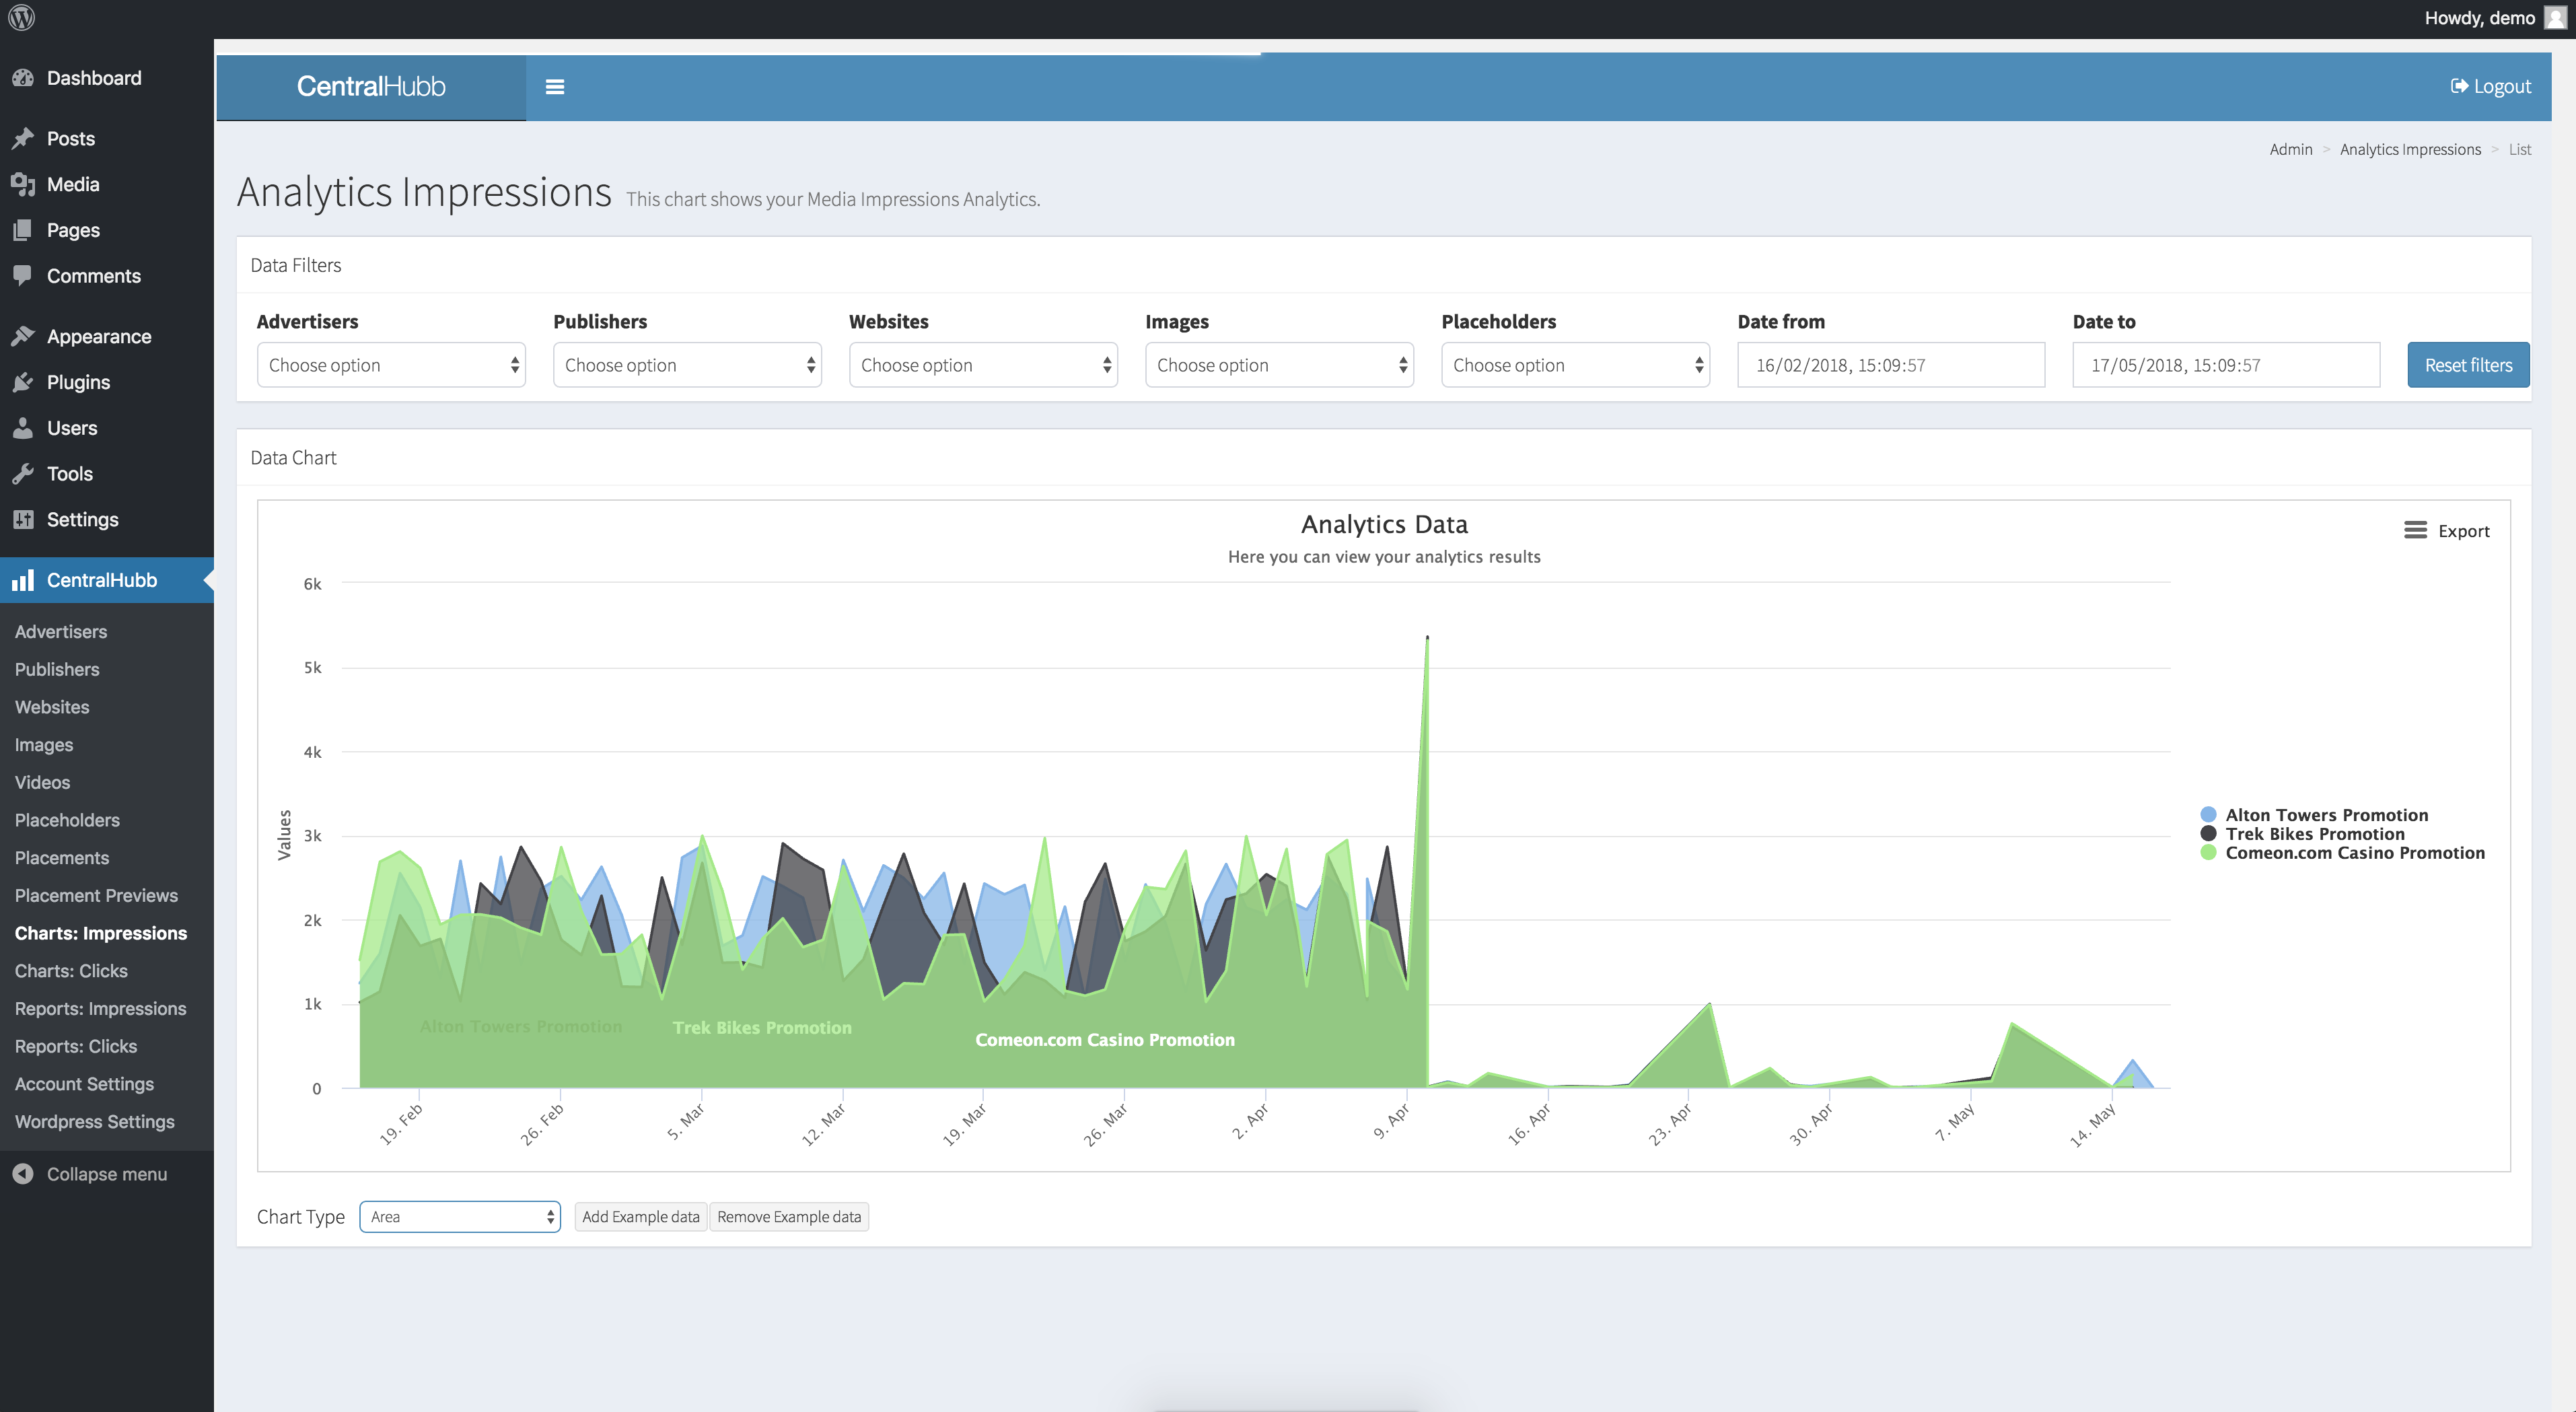 Howdy, demo
Dashboard
Posts
Media
Pages
Comments
Appearance
Plugins
Users
Tools
Settings
CentralHubb
Advertisers
Publishers
Websites
Images
Videos
Placeholders
Placements
Placement Previews
Charts: Impressions
Charts: Clicks
Reports: Impressions
Reports: Clicks
Account Settings
Wordpress Settings
Collapse menu
CentralHubb
Logout
Admin > Analytics Impressions > List
Analytics Impressions This chart shows your Media Impressions Analytics.
Data Filters
Advertisers Publishers Websites Images Placeholders Date from Date to
Choose option Choose option Choose option Choose option Choose option 16/02/2018, 15:09:57 17/05/2018, 15:09:57 Reset filters
Data Chart
Analytics Data
Export
Here you can view your analytics results
6k
5k
4k
3k
2k
1k
0
Values
Alton Towers Promotion
Trek Bikes Promotion
Comeon.com Casino Promotion
Alton Towers Promotion
Trek Bikes Promotion
Comeon.com Casino Promotion
19. Feb 26. Feb 5. Mar 12. Mar 19. Mar 26. Mar 2. Apr 9. Apr 16. Apr 23. Apr 30. Apr 7. May 14. May
Chart Type Area Add Example data Remove Example data